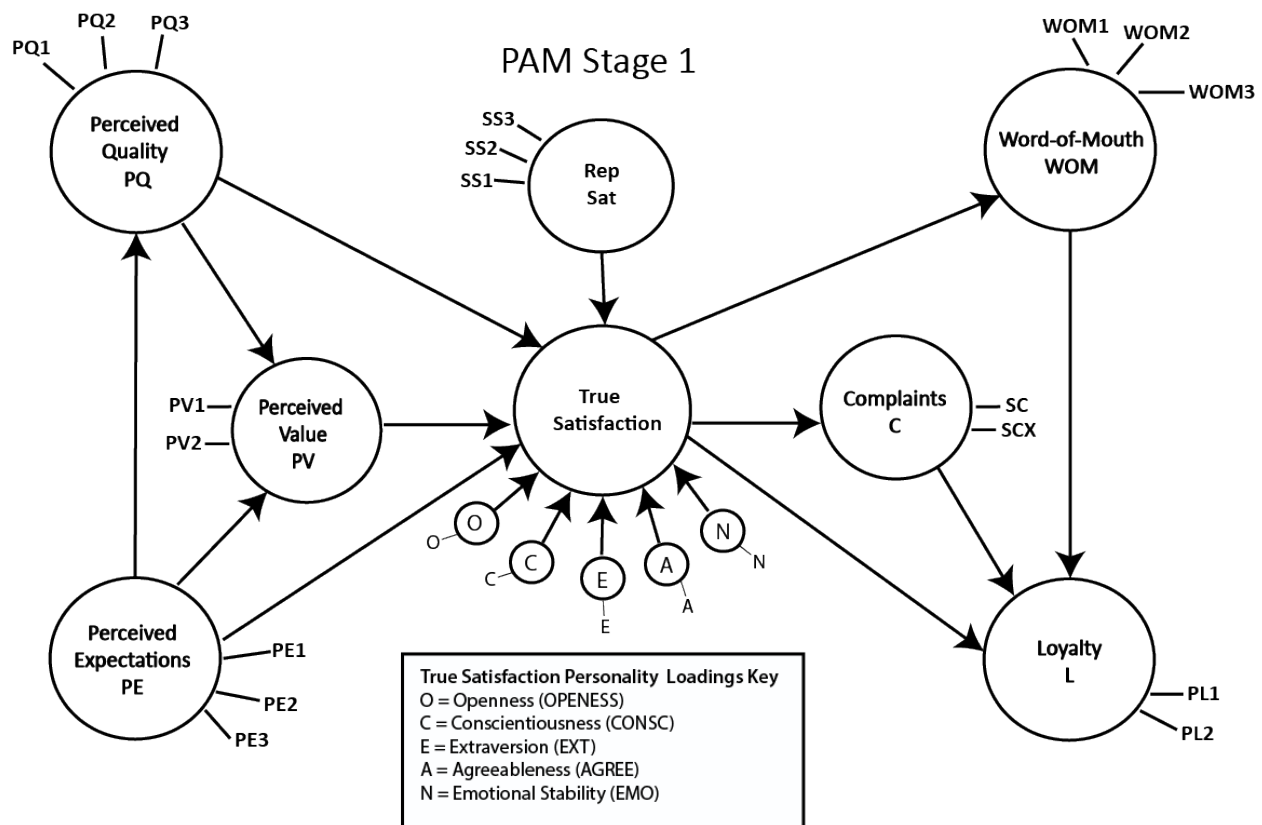 PAM Stage 1
PQ1
PQ2
PQ3
Perceived
Quality
PQ
SS3
SS2
SS1
Rep
Sat
WOM1
WOM2
WOM3
Word-of-Mouth
WOM
PV1
PV2
Perceived
Value
PV
True
Satisfaction
Complaints
C
SC
SCX
O
O
C
C
E
E
A
A
N
N
Perceived
Expectations
PE
PE1
PE2
PE3
Loyalty
L
PL1
PL2
True Satisfaction Personality Loadings Key
O = Openness (OPENESS)
C = Conscientiousness (CONSC)
E = Extraversion (EXT)
A = Agreeableness (AGREE)
N = Emotional Stability (EMO)